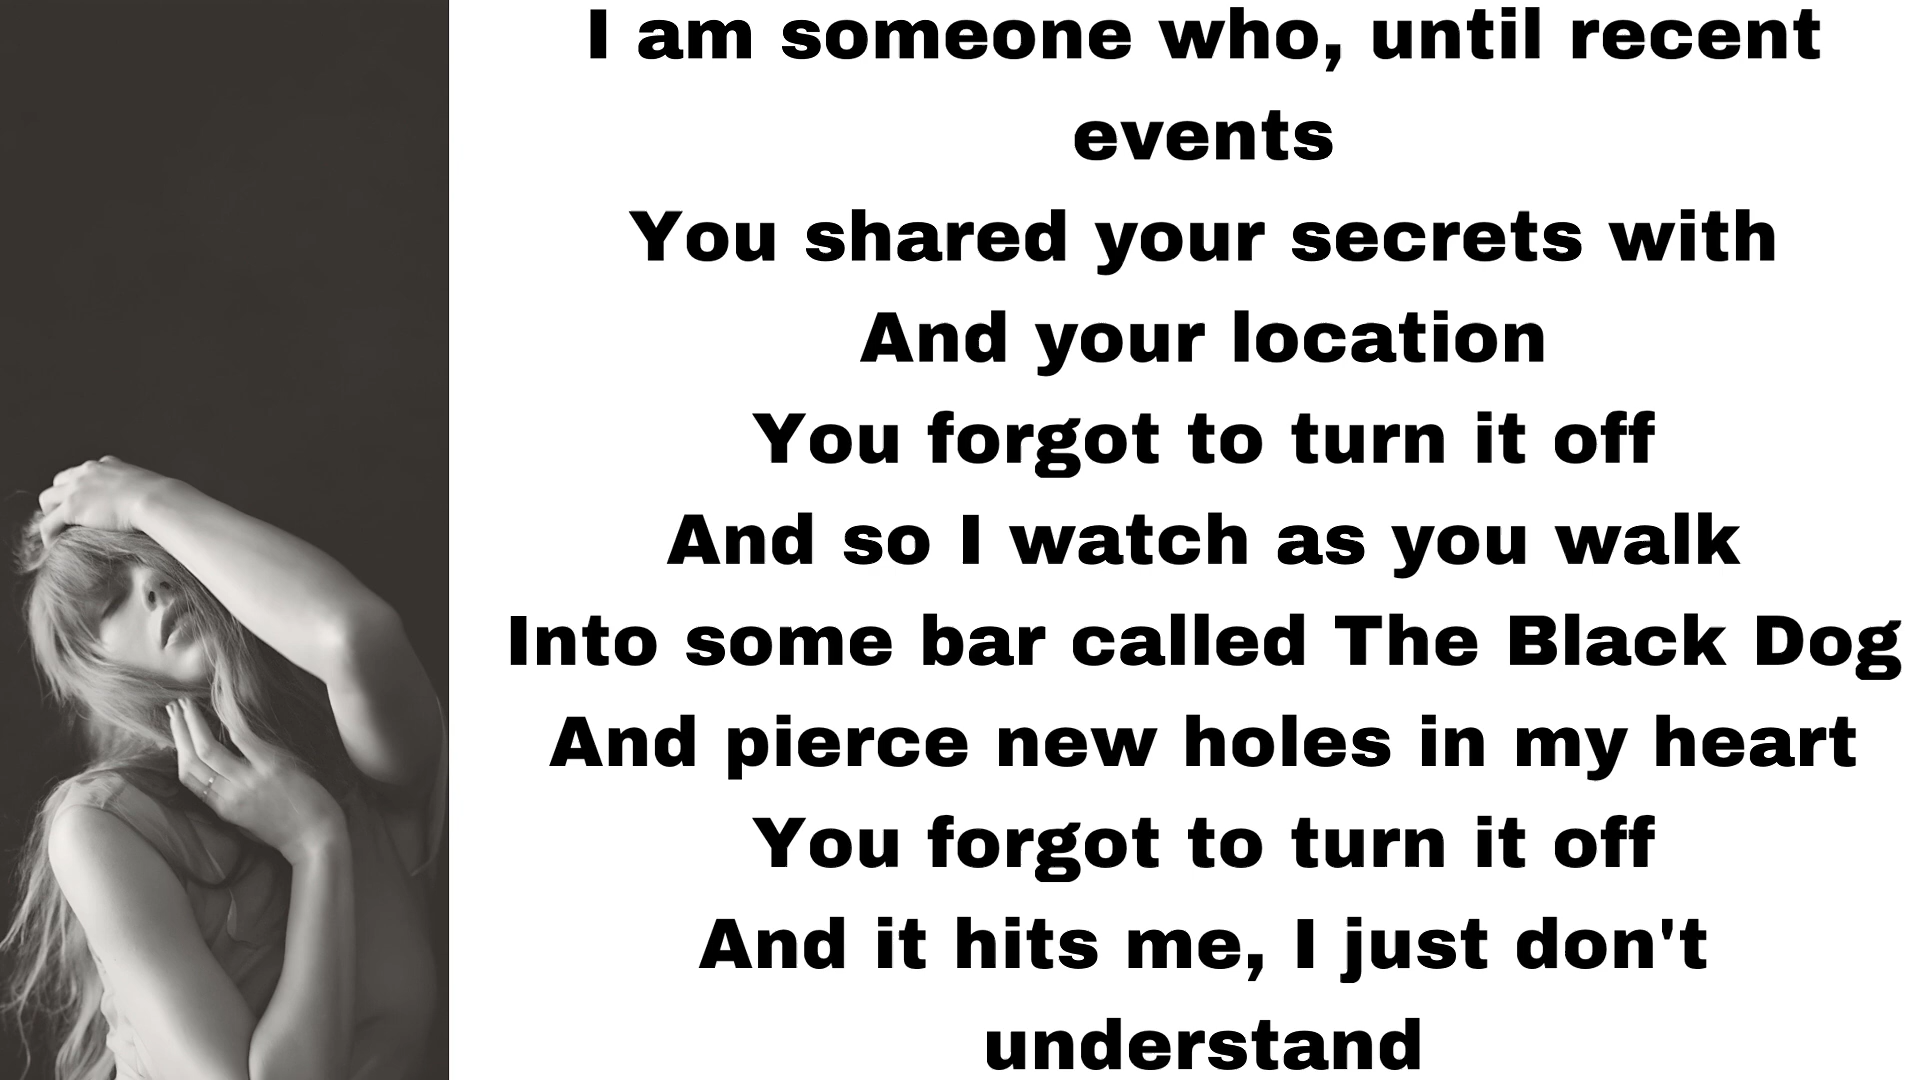 I am someone who, until recent
events
You shared your secrets with
And your location
You forgot to turn it off
And so I watch as you walk
Into some bar called The Black Dog
And pierce new holes in my heart
You forgot to turn it off
And it hits me, I just don't
understand